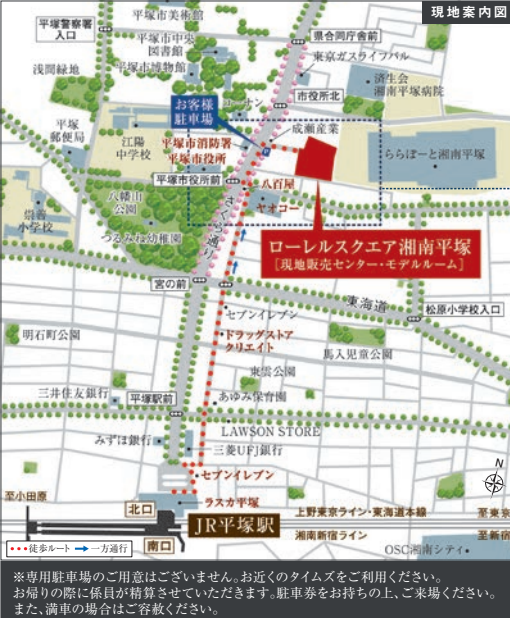 現地案内図
平塚市美術館
平塚警察署
入口
平塚市中央
図書館
県合同庁舎前
東京ガスライフバル
浅間緑地
平塚市博物館
済生会
湘南平塚病院
お客様
駐車場
市役所北
成瀬産業
平塚
郵便局
江陽
中学校
平塚市消防署
平塚市役所
ららぽーと湘南平塚
平塚市役所前
八百屋
ヤオコー
八幡山
公園
崇善
小学校
さくら通り
つるみね幼稚園
ローレルスクエア湘南平塚
[現地販売センター・モデルルーム]
宮の前
東海道
松原小学校入口
セブンイレブン
ドラッグストア
クリエイト
明石町公園
馬入児童公園
東雲公園
三井住友銀行
平塚駅前
あゆみ保育園
LAWSON STORE
みずほ銀行
三菱UFJ銀行
セブンイレブン
N
至小田原
北口
ラスカ平塚
JR平塚駅
上野東京ライン・東海道本線
至東京
湘南新宿ライン
至新宿
南口
OSC湘南シティ
徒歩ルート
一方通行
※専用駐車場のご用意はございません。お近くのタイムズをご利用ください。
お帰りの際に係員が精算させていただきます。駐車券をお持ちの上、ご来場ください。
また、満車の場合はご容赦ください。